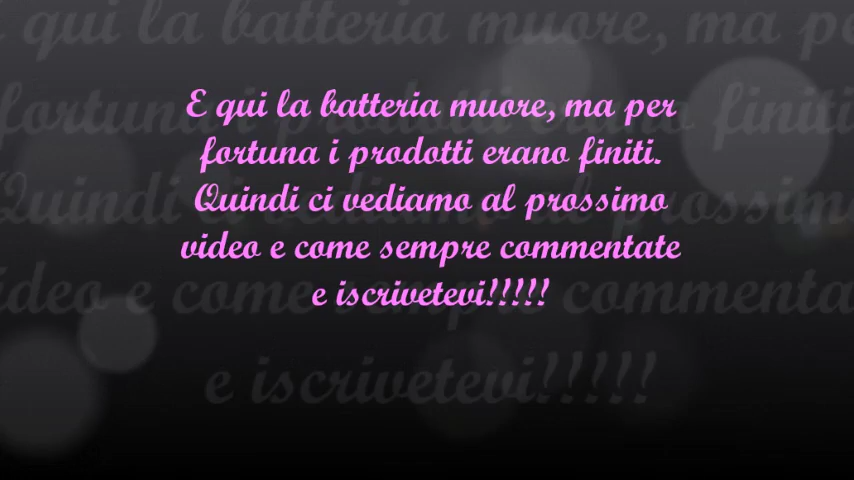 E qui la batteria muore, ma per
fortuna i prodotti erano finiti.
Quindi ci vediamo al prossimo
video e come sempre commentate
e iscrivetevi!!!!!